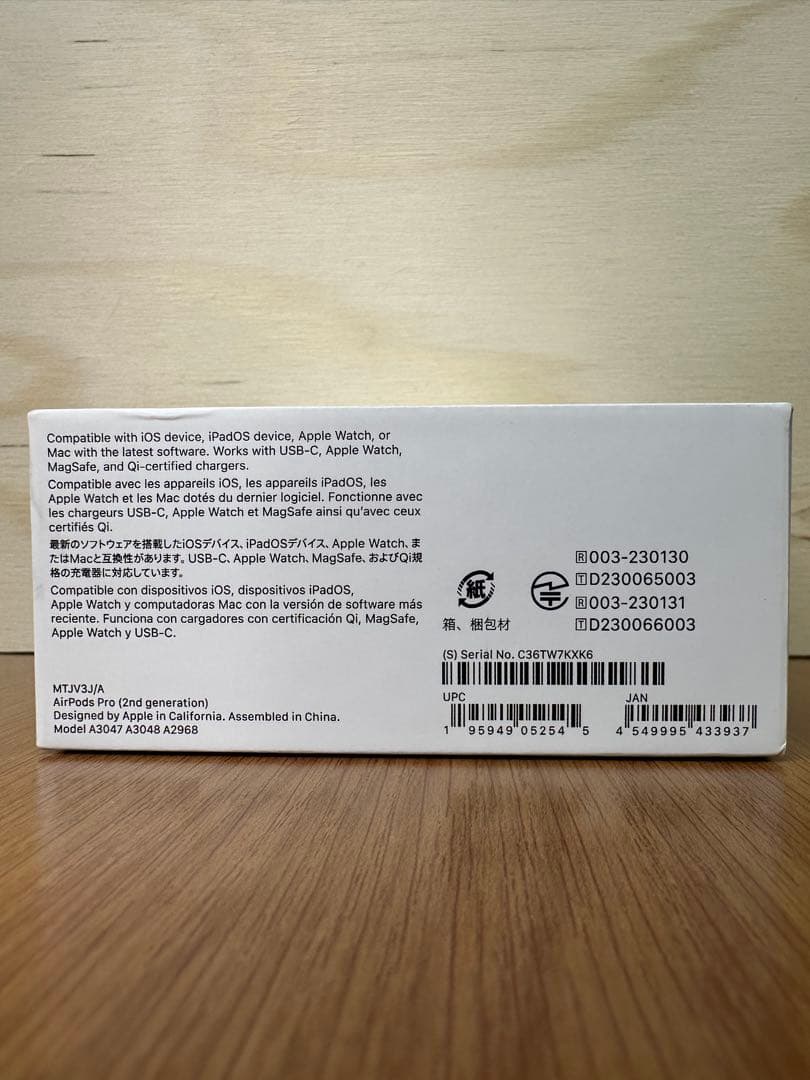 Compatible with iOS device, iPadOS device, Apple Watch, or
Mac with the latest software. Works with USB-C, Apple Watch,
MagSafe, and Qi-certified chargers.
Compatible avec les appareils iOS, les appareils iPadOS, les
Apple Watch et les Mac dotés du dernier logiciel. Fonctionne avec
les chargeurs USB-C, Apple Watch et MagSafe ainsi qu'avec ceux
certifiés Qi.
最新のソフトウェアを搭載したiOSデバイス、iPadOSデバイス、Apple Watch、ま
たはMacと互換性があります。USB-C、Apple Watch、MagSafe、およびQi規
格の充電器に対応しています。
Compatible con dispositivos iOS, dispositivos iPadOS,
Apple Watch y computadoras Mac con la versión de software más
reciente. Funciona con cargadores con certificación Qi, MagSafe,
Apple Watch y USB-C.
MTJV3J/A
AirPods Pro (2nd generation)
Designed by Apple in California. Assembled in China.
Model A3047 A3048 A2968
紙
箱、梱包材
R 003-230130
T D230065003
R 003-230131
T D230066003
(S) Serial No. C36TW7KXK6
UPC
1 95949 05254 5
JAN
4 549995 433937